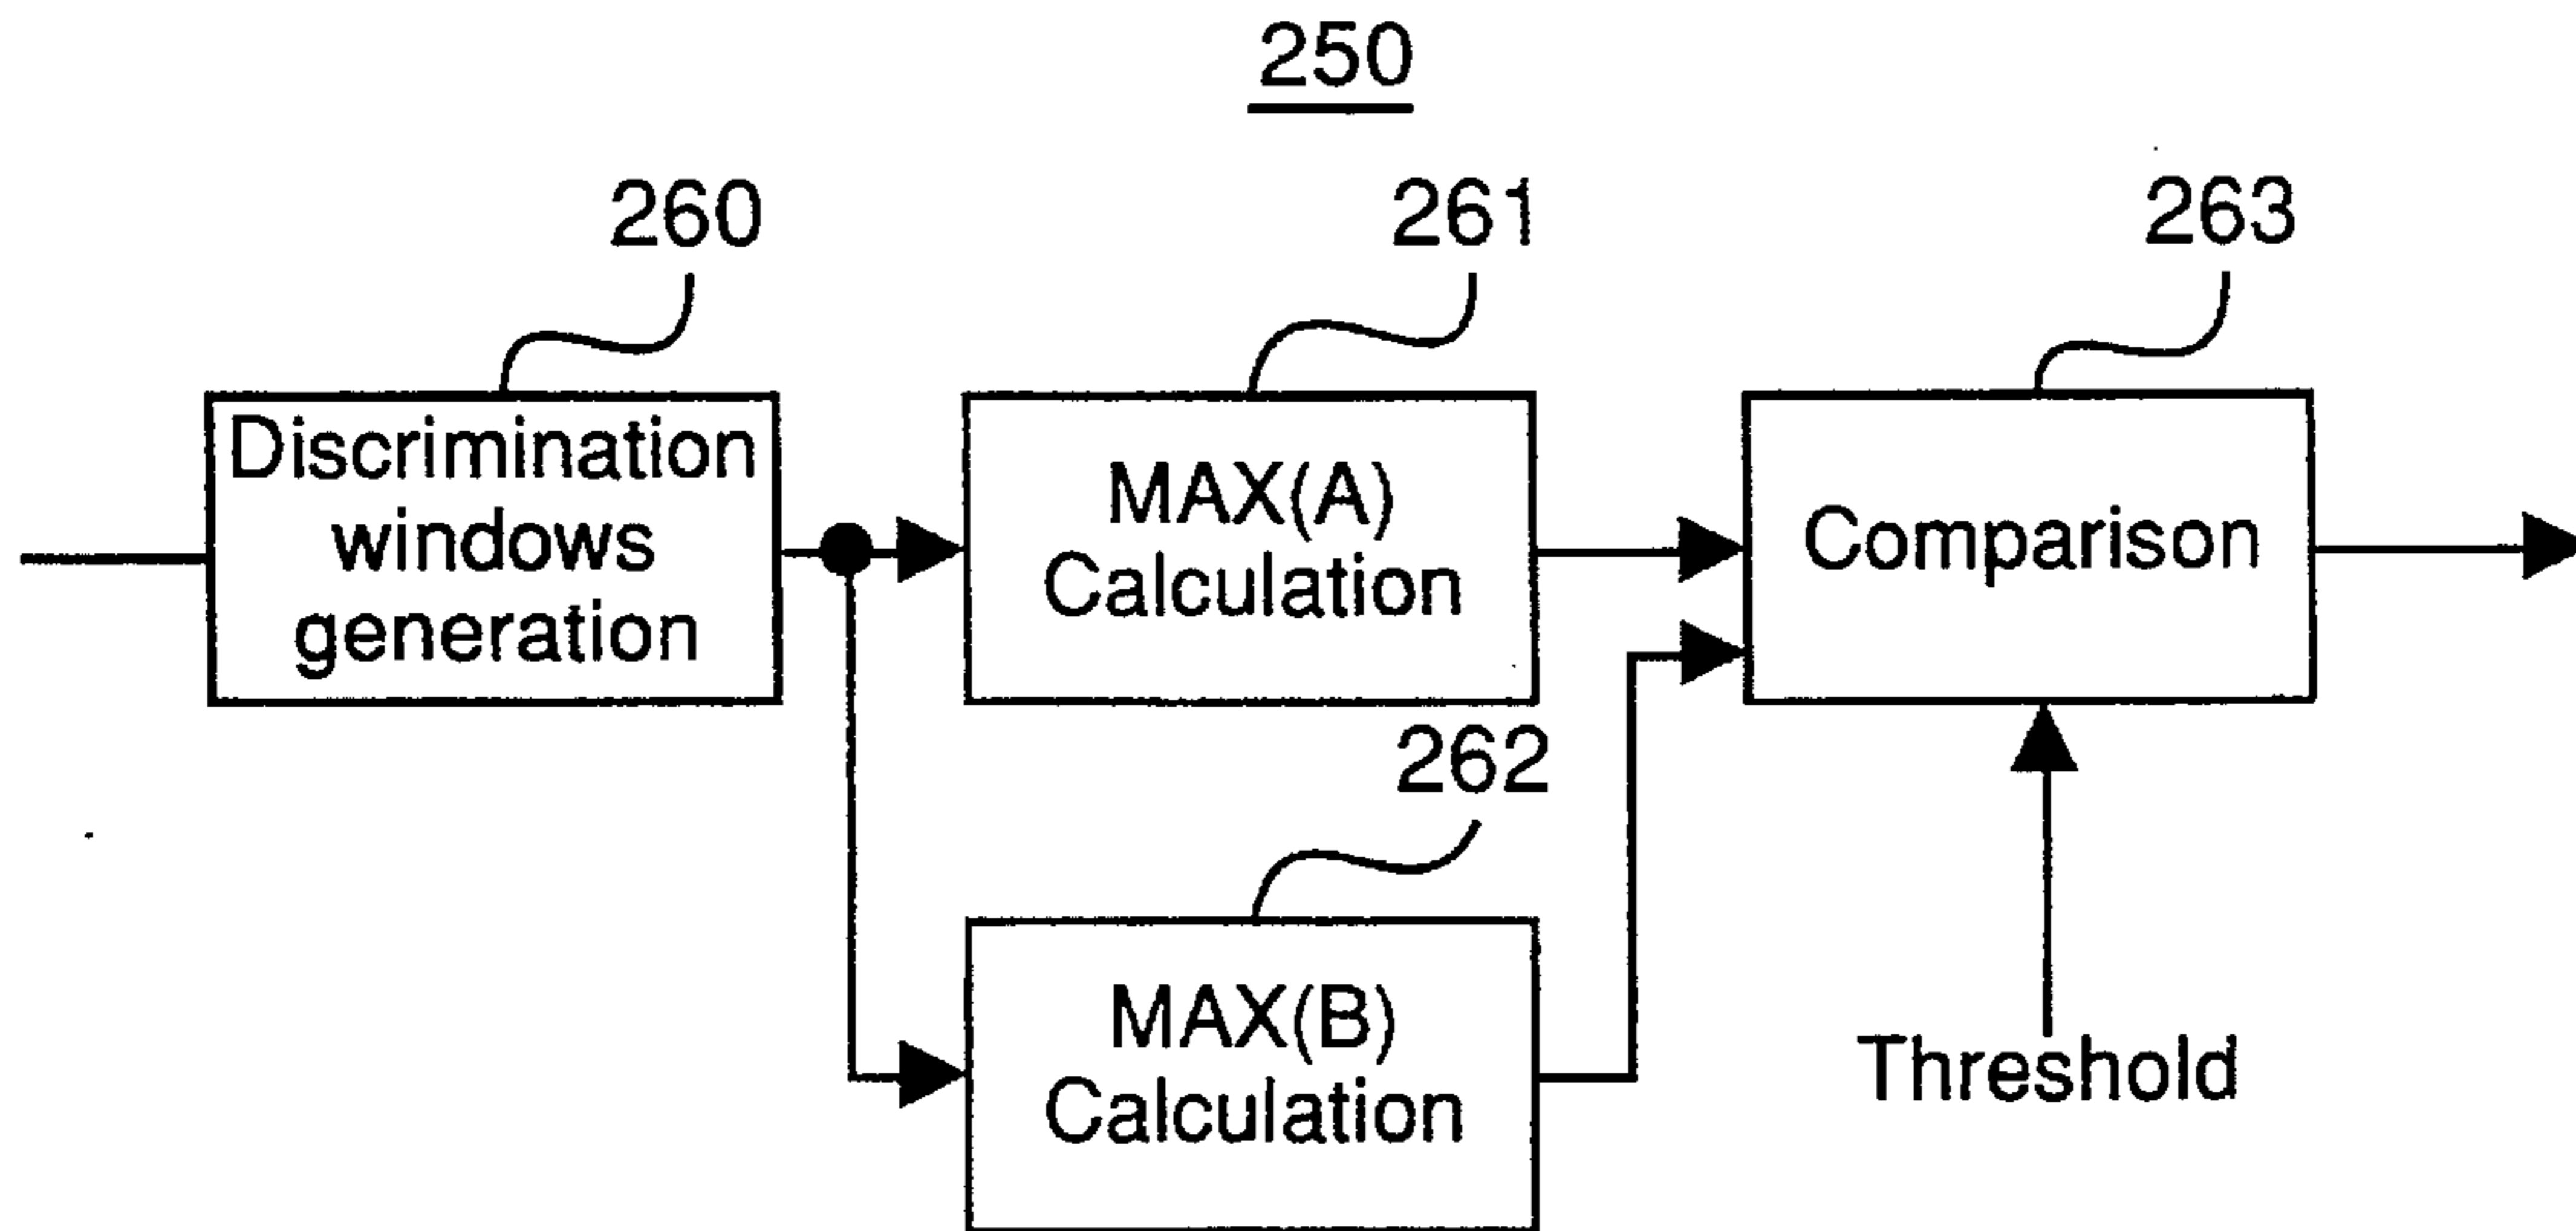 250
260
261
263
Discrimination
windows
generation
MAX(A)
Calculation
Comparison
262
MAX(B)
Calculation
Threshold